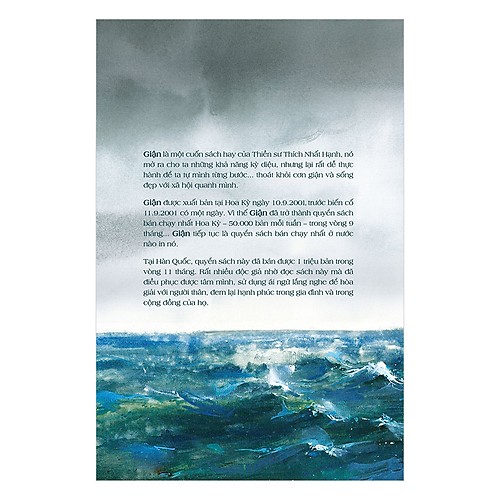 Giận là một cuốn sách hay của Thiền sư Thích Nhất Hạnh, nó
mở ra cho ta những khả năng kỳ diệu, nhưng lại rất dễ thực
hành để ta tự mình từng bước... thoát khỏi cơn giận và sống
đẹp với xã hội quanh mình.
Giận được xuất bản tại Hoa Kỳ ngày 10.9.2001, trước biến cố
11.9.2001 có một ngày. Vì thế Giận đã trở thành quyển sách
bán chạy nhất Hoa Kỳ – 50.000 bản mỗi tuần – trong vòng 9
tháng... Giận tiếp tục là quyển sách bán chạy nhất ở nước
nào in nó.
Tại Hàn Quốc, quyển sách này đã bán được 1 triệu bản trong
vòng 11 tháng. Rất nhiều độc giả nhờ đọc sách này mà đã
điều phục được tâm mình, sử dụng ái ngữ lắng nghe để hòa
giải với người thân, đem lại hạnh phúc trong gia đình và trong
cộng đồng của họ.